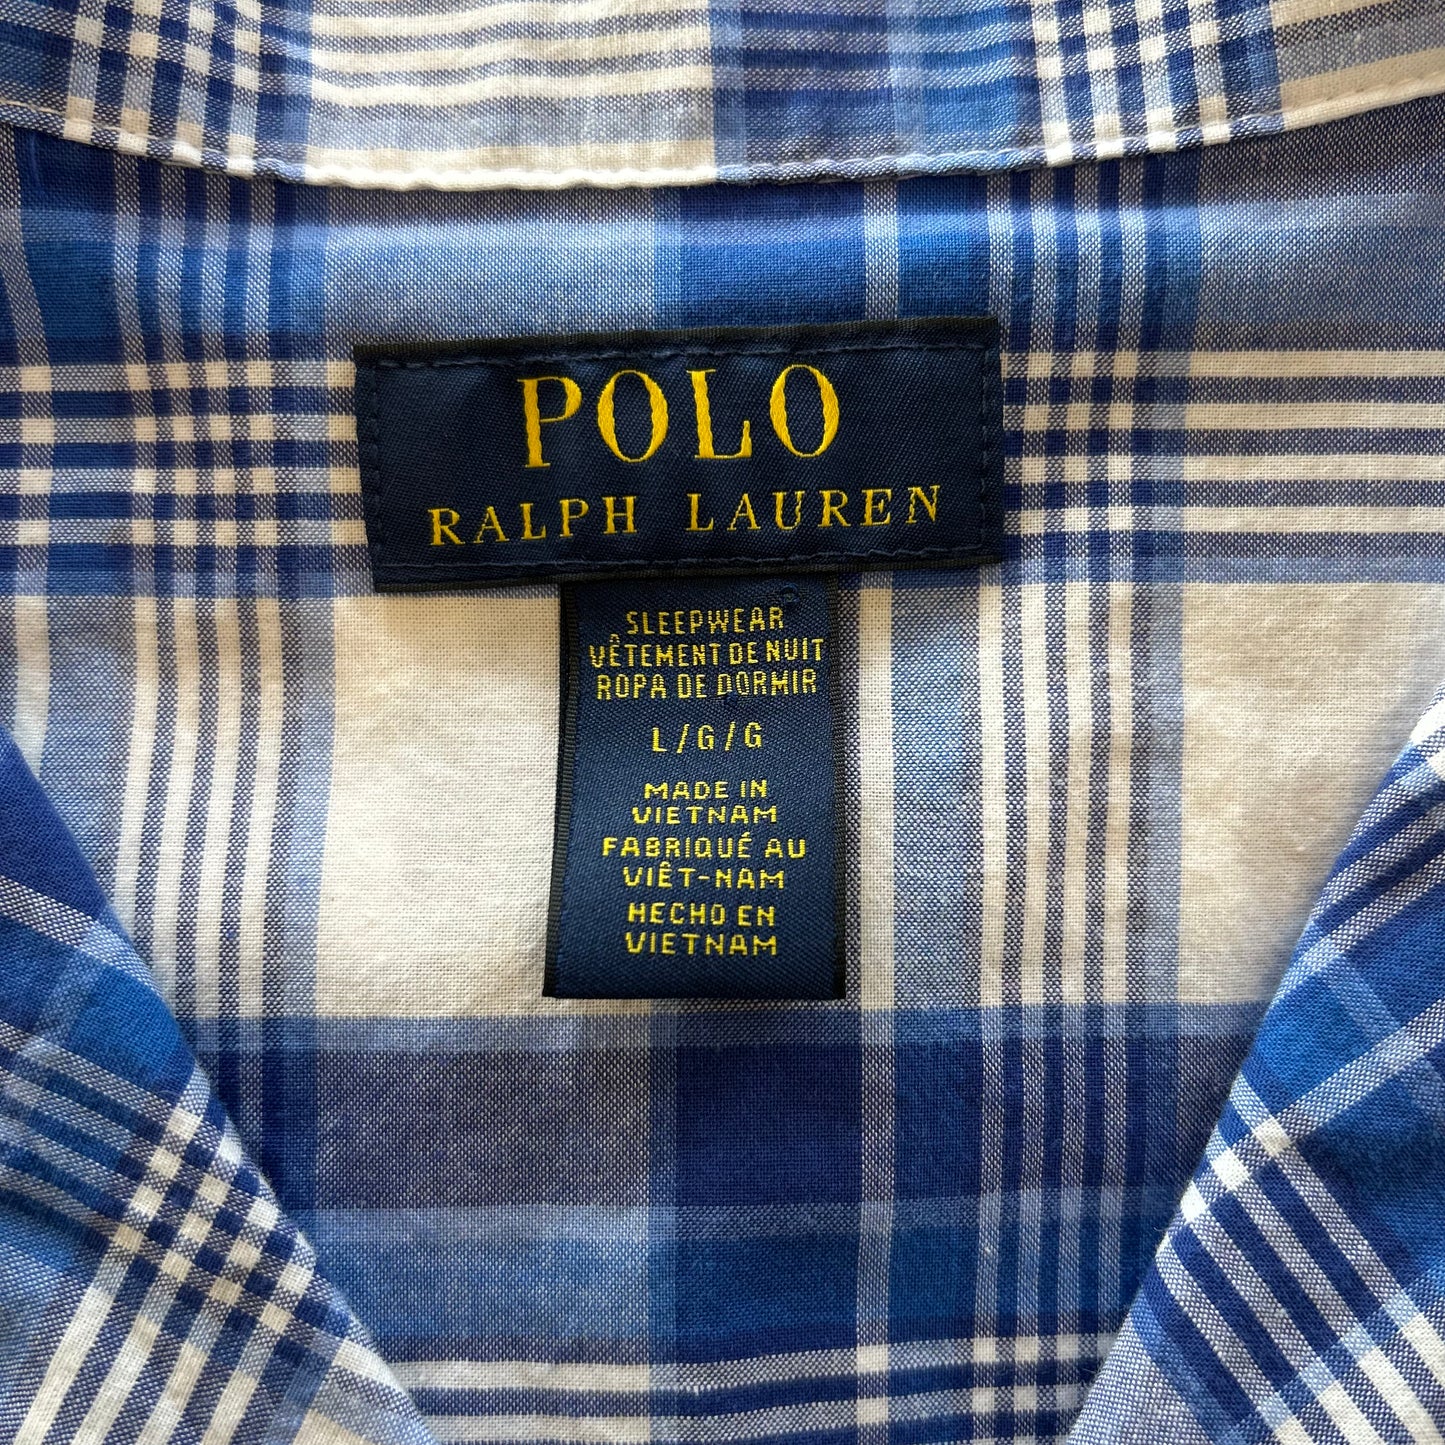 POLO
RALPH LAUREN
SLEEPWEAR
VÊTEMENT DE NUIT
ROPA DE DORMIR
L/G/G
MADE IN
VIETNAM
FABRIQUÉ AU
VIÊT-NAM
HECHO EN
VIETNAM